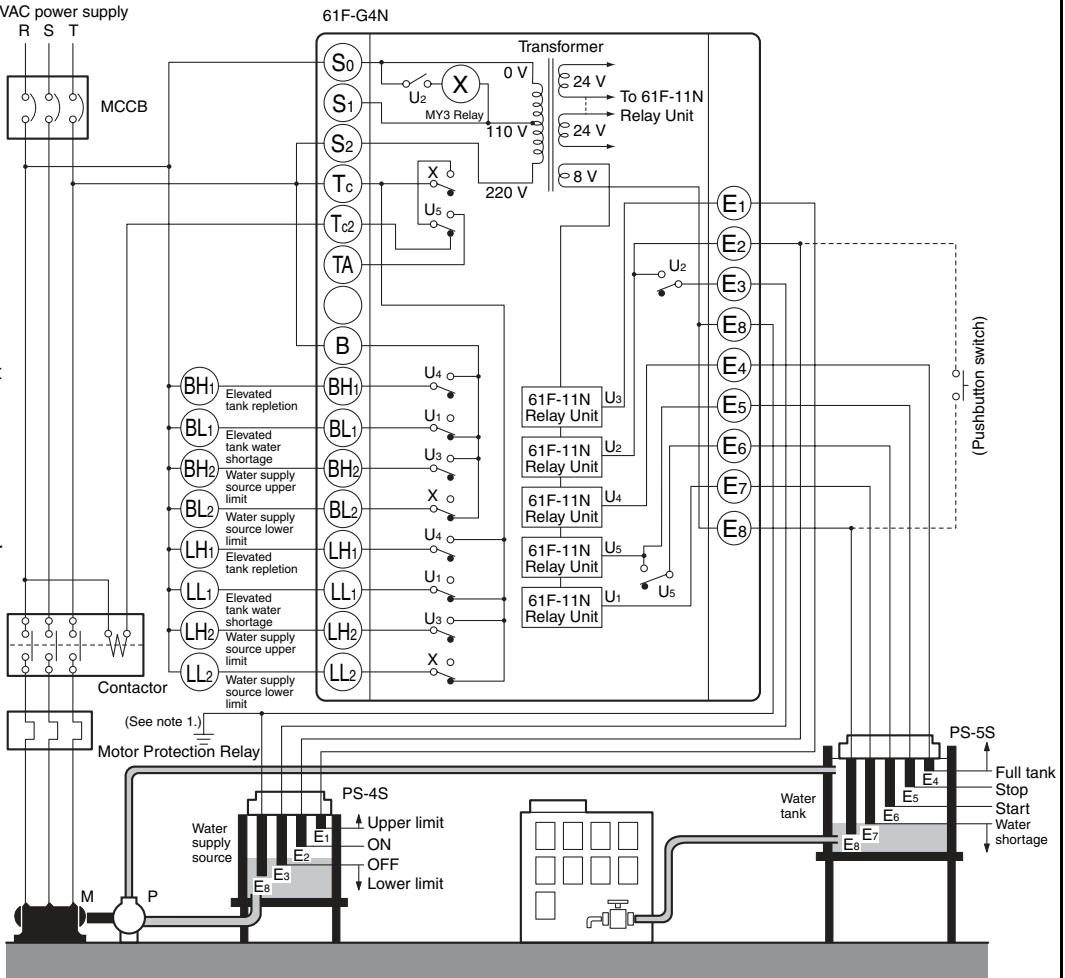 VAC power supply
R S T
MCCB
61F-G4N
S0
S1
S2
Tc
Tc2
TA
B
BH1
BL1
BH2
BL2
LH1
LL1
LH2
LL2
U2
X
MY3 Relay
Transformer
0 V
110 V
220 V
24 V
24 V
8 V
To 61F-11N
Relay Unit
X
U5
U4
U1
U3
X
U4
U1
U3
X
61F-11N
Relay Unit
U3
61F-11N
Relay Unit
U2
61F-11N
Relay Unit
U4
61F-11N
Relay Unit
U5
61F-11N
Relay Unit
U1
U2
U5
E1
E2
E3
E8
E4
E5
E6
E7
E8
(Pushbutton switch)
BH1
Elevated
tank repletion
BL1
Elevated
tank water
shortage
BH2
Water supply
source upper
limit
BL2
Water supply
source lower
limit
LH1
Elevated
tank repletion
LL1
Elevated
tank water
shortage
LH2
Water supply
source upper
limit
LL2
Water supply
source lower
limit
Contactor
(See note 1.)
Motor Protection Relay
M
P
PS-4S
Water
supply
source
E1
E2
E3
E8
Upper limit
ON
OFF
Lower limit
PS-5S
Water
tank
E4
E5
E6
E7
E8
Full tank
Stop
Start
Water
shortage